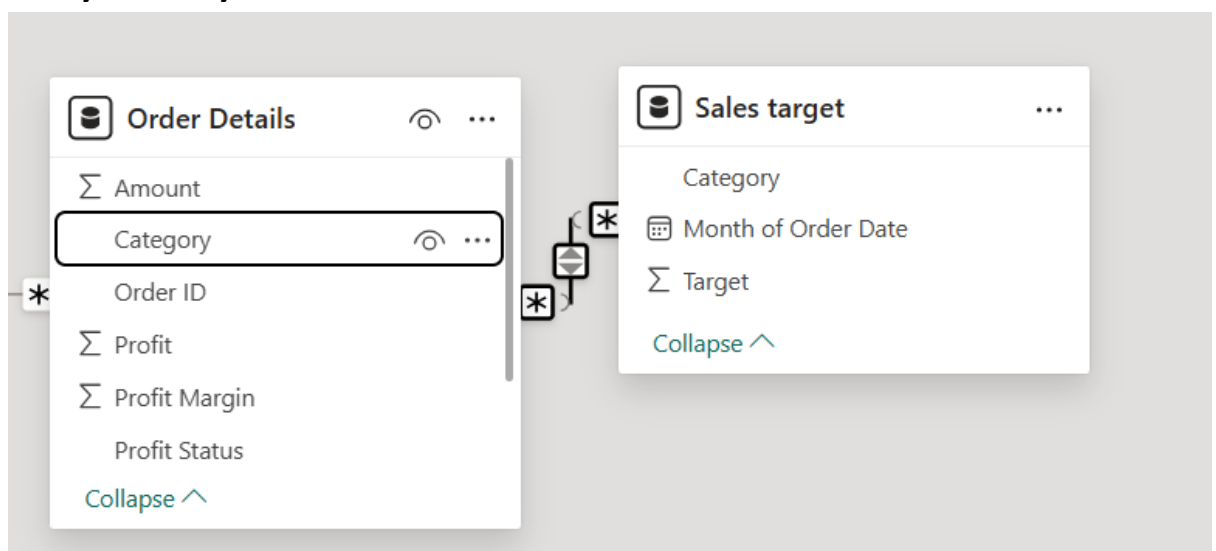 Order Details
Amount
Category
Order ID
Profit
Profit Margin
Profit Status
Collapse
Sales target
Category
Month of Order Date
Target
Collapse